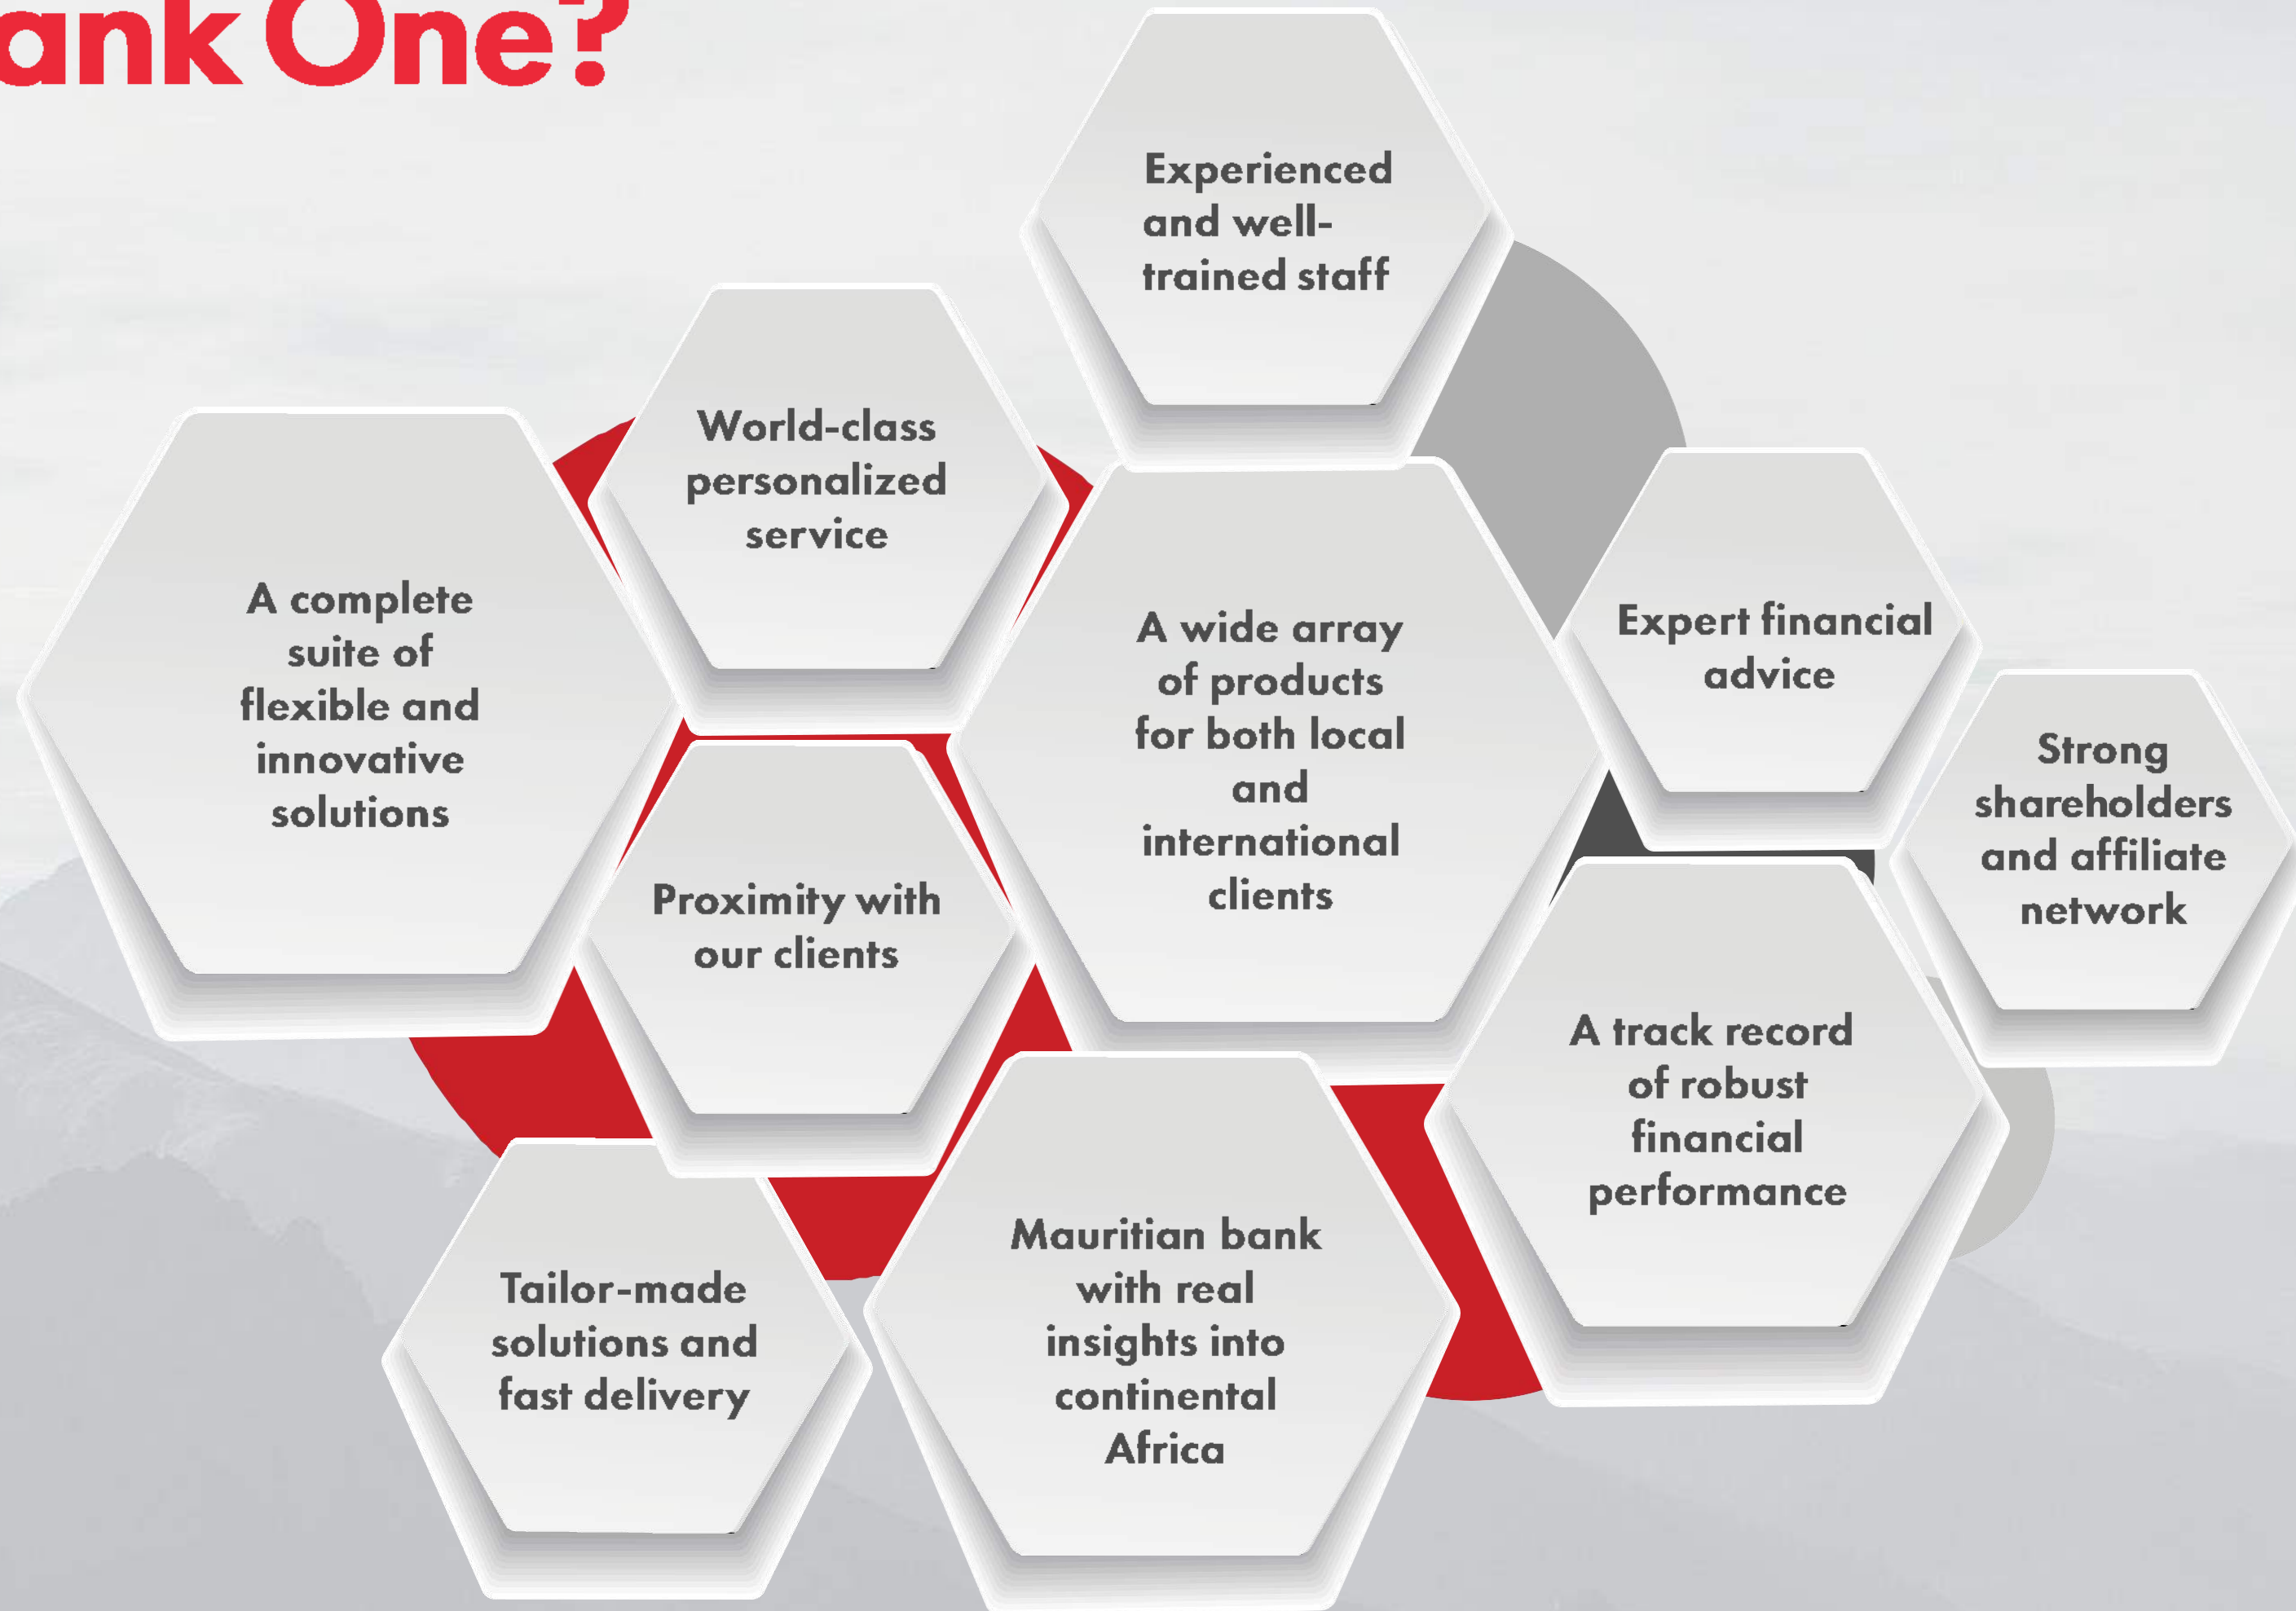 ank One?
Experienced
and well-
trained staff
World-class
personalized
service
A complete
suite of
flexible and
innovative
solutions
A wide array
of products
for both local
and
international
clients
Expert financial
advice
Strong
shareholders
and affiliate
network
Proximity with
our clients
A track record
of robust
financial
performance
Tailor-made
solutions and
fast delivery
Mauritian bank
with real
insights into
continental
Africa